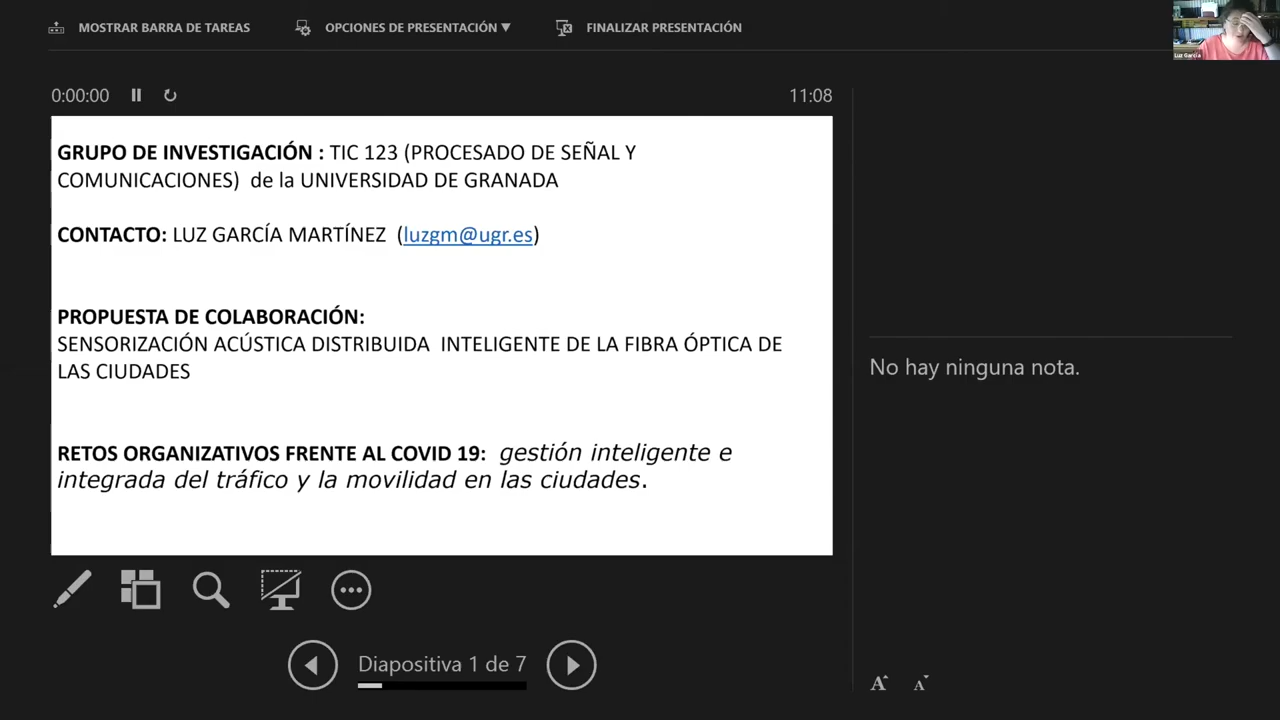 MOSTRAR BARRA DE TAREAS OPCIONES DE PRESENTACIÓN ▼ FINALIZAR PRESENTACIÓN
Luz García
0:00:00 11:08
GRUPO DE INVESTIGACIÓN : TIC 123 (PROCESADO DE SEÑAL Y
COMUNICACIONES) de la UNIVERSIDAD DE GRANADA
CONTACTO: LUZ GARCÍA MARTÍNEZ (luzgm@ugr.es)
PROPUESTA DE COLABORACIÓN:
SENSORIZACIÓN ACÚSTICA DISTRIBUIDA INTELIGENTE DE LA FIBRA ÓPTICA DE
LAS CIUDADES
RETOS ORGANIZATIVOS FRENTE AL COVID 19: gestión inteligente e
integrada del tráfico y la movilidad en las ciudades.
No hay ninguna nota.
Diapositiva 1 de 7
A A